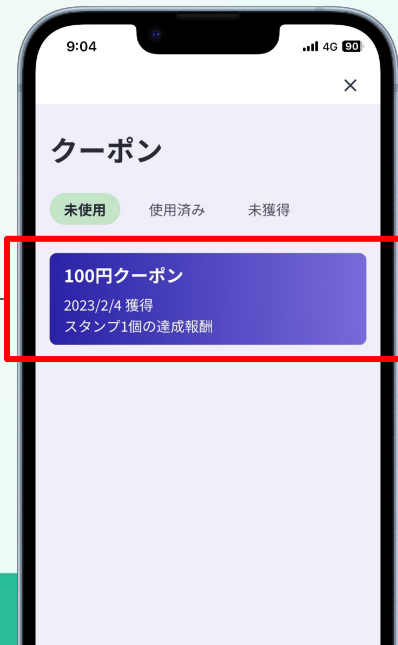 9:04
4G 90
クーポン
未使用 使用済み 未獲得
100円クーポン
2023/2/4 獲得
スタンプ1個の達成報酬